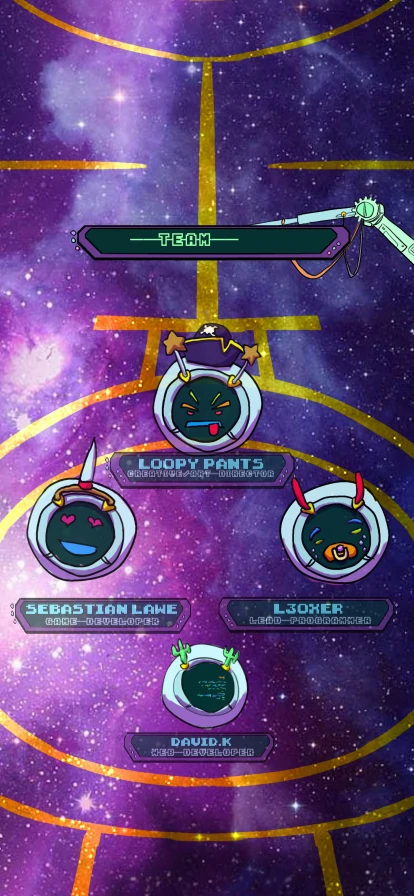 TEAM
LOOPY PANTS
CREATIVE/ART DIRECTOR
SEBASTIAN LAWE
GAME DEVELOPER
L3OXER
LEAD PROGRAMMER
DAVID.K
WEB DEVELOPER